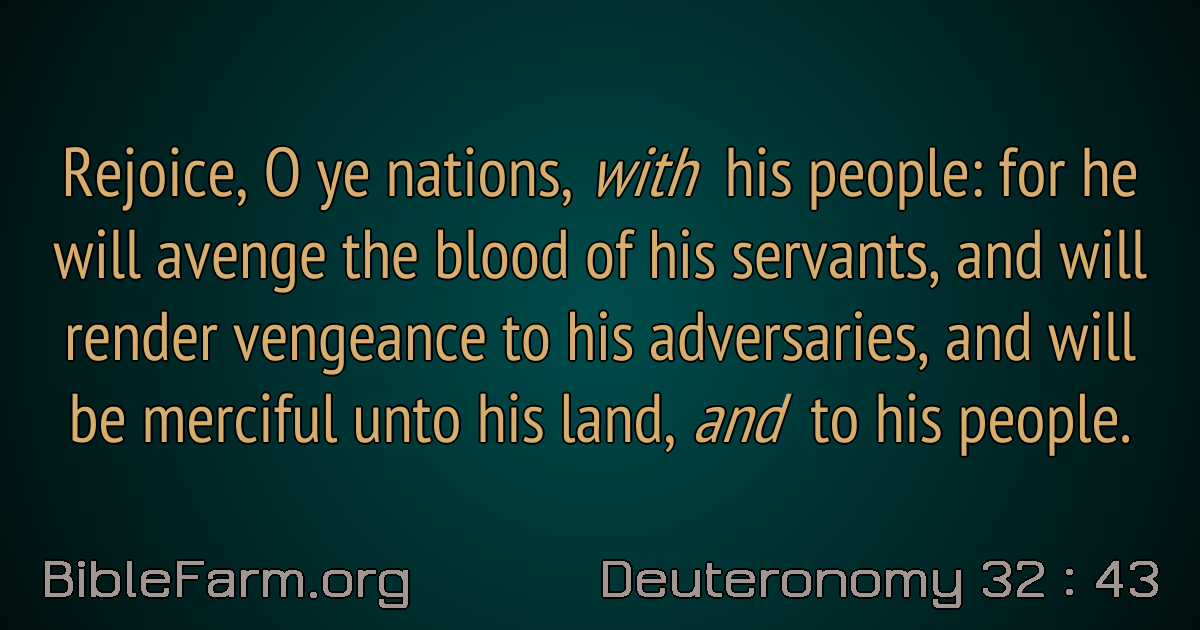 Rejoice, O ye nations, with his people: for he
will avenge the blood of his servants, and will
render vengeance to his adversaries, and will
be merciful unto his land, and to his people.
BibleFarm.org
Deuteronomy 32 : 43